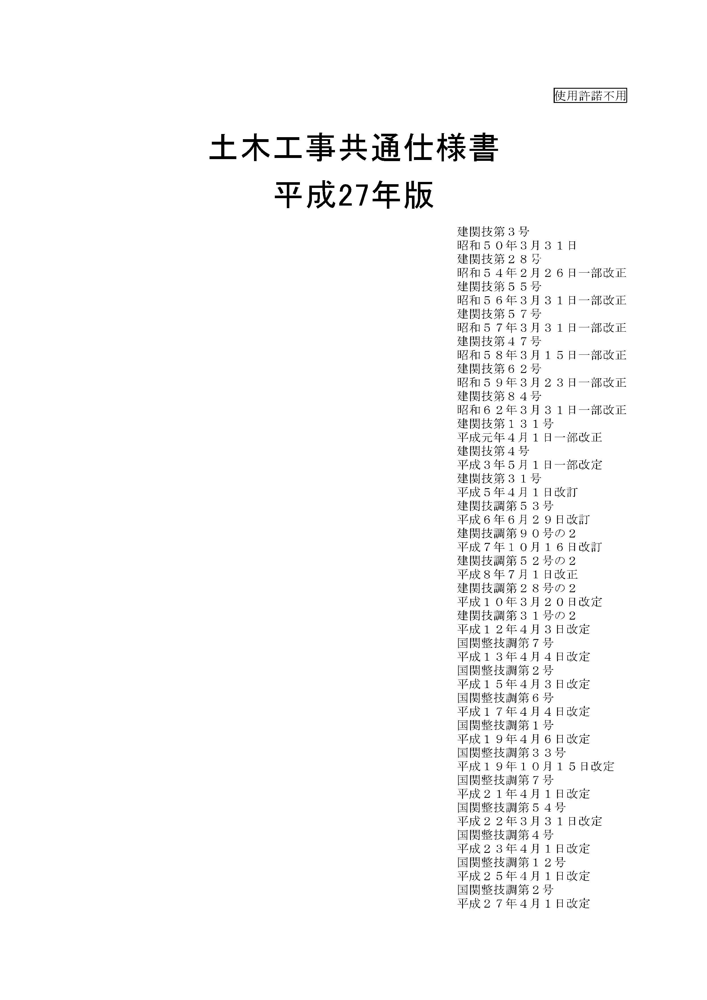 使用許諾不用
土木工事共通仕様書
平成27年版
建関技第３号
昭和５０年３月３１日
建関技第２８号
昭和５４年２月２６日一部改正
建関技第５５号
昭和５６年３月３１日一部改正
建関技第５７号
昭和５７年３月３１日一部改正
建関技第４７号
昭和５８年３月１５日一部改正
建関技第６２号
昭和５９年３月２３日一部改正
建関技第８４号
昭和６２年３月３１日一部改正
建関技第１３１号
平成元年４月１日一部改正
建関技第４号
平成３年５月１日一部改定
建関技第３１号
平成５年４月１日改訂
建関技調第５３号
平成６年６月２９日改訂
建関技調第９０号の２
平成７年１０月１６日改訂
建関技調第５２号の２
平成８年７月１日改正
建関技調第２８号の２
平成１０年３月２０日改定
建関技調第３１号の２
平成１２年４月３日改定
国関整技調第７号
平成１３年４月４日改定
国関整技調第２号
平成１５年４月３日改定
国関整技調第６号
平成１７年４月４日改定
国関整技調第１号
平成１９年４月６日改定
国関整技調第３３号
平成１９年１０月１５日改定
国関整技調第７号
平成２１年４月１日改定
国関整技調第５４号
平成２２年３月３１日改定
国関整技調第４号
平成２３年４月１日改定
国関整技調第１２号
平成２５年４月１日改定
国関整技調第２号
平成２７年４月１日改定